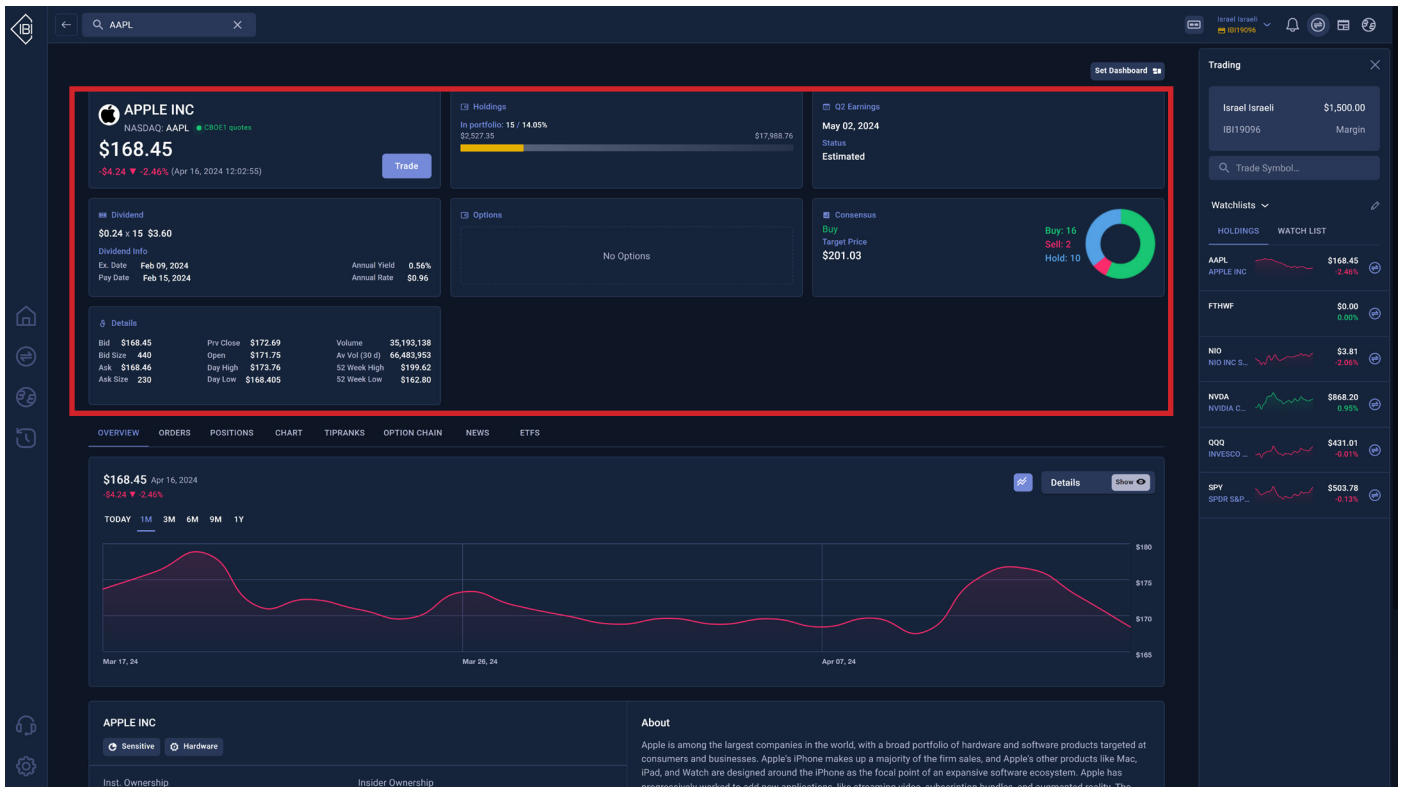 IBI
AAPL
Israel Israeli
IBI19096
Set Dashboard
APPLE INC
NASDAQ: AAPL CBOE1 quotes
$168.45
-$4.24 ▼ -2.46% (Apr 16, 2024 12:02:55)
Trade
Holdings
In portfolio: 15 / 14.05%
$2,527.35 $17,988.76
Q2 Earnings
May 02, 2024
Status
Estimated
Dividend
$0.24 x 15 $3.60
Dividend Info
Ex. Date Feb 09, 2024 Annual Yield 0.56%
Pay Date Feb 15, 2024 Annual Rate $0.96
Options
No Options
Consensus
Buy
Target Price
$201.03
Buy: 16
Sell: 2
Hold: 10
Details
Bid $168.45 Prv Close $172.69 Volume 35,193,138
Bid Size 440 Open $171.75 Av Vol (30 d) 66,483,953
Ask $168.46 Day High $173.76 52 Week High $199.62
Ask Size 230 Day Low $168.405 52 Week Low $162.80
OVERVIEW ORDERS POSITIONS CHART TIPRANKS OPTION CHAIN NEWS ETFS
$168.45 Apr 16, 2024
-$4.24 ▼ -2.46%
Details Show
TODAY 1M 3M 6M 9M 1Y
$180
$175
$170
$165
Mar 17, 24 Mar 26, 24 Apr 07, 24
APPLE INC
Sensitive Hardware
Inst. Ownership Insider Ownership
About
Apple is among the largest companies in the world, with a broad portfolio of hardware and software products targeted at
consumers and businesses. Apple's iPhone makes up a majority of the firm sales, and Apple's other products like Mac,
iPad, and Watch are designed around the iPhone as the focal point of an expansive software ecosystem. Apple has
progressively worked to add new applications, like streaming video, subscription bundles, and augmented reality. The
Trading
Israel Israeli $1,500.00
IBI19096 Margin
Trade Symbol...
Watchlists
HOLDINGS WATCH LIST
AAPL $168.45
APPLE INC -2.46%
FTHWF $0.00
0.00%
NIO $3.81
NIO INC S... -2.06%
NVDA $868.20
NVIDIA C... 0.95%
QQQ $431.01
INVESCO ... -0.01%
SPY $503.78
SPDR S&P... -0.13%